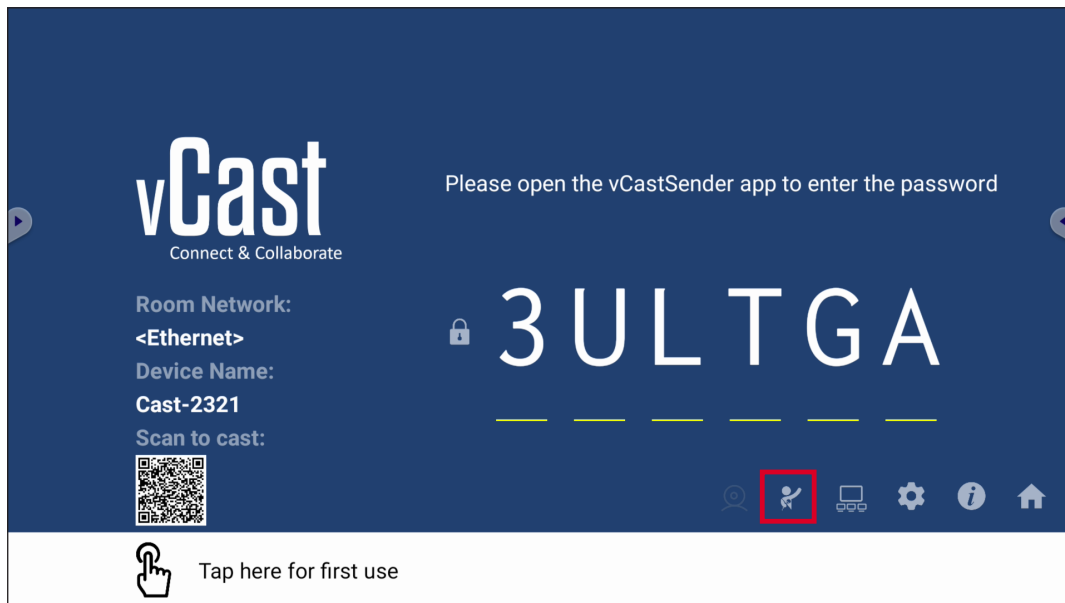 vCast
Connect & Collaborate
Please open the vCastSender app to enter the password
Room Network:
<Ethernet>
Device Name:
Cast-2321
Scan to cast:
3ULTGA
Tap here for first use